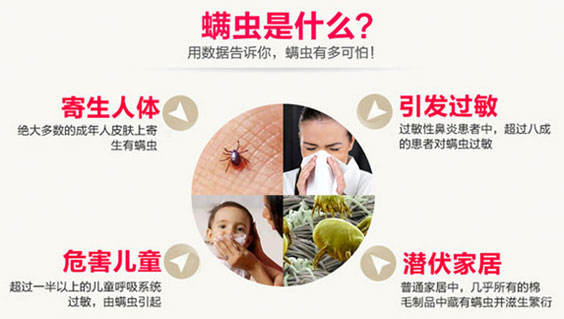 螨虫是什么?
用数据告诉你，螨虫有多可怕！
寄生人体
绝大多数的成年人皮肤上寄
生有螨虫
引发过敏
过敏性鼻炎患者中，超过八成
的患者对螨虫过敏
危害儿童
超过一半以上的儿童呼吸系统
过敏，由螨虫引起
潜伏家居
普通家居中，几乎所有的棉
毛制品中藏有螨虫并滋生繁衍